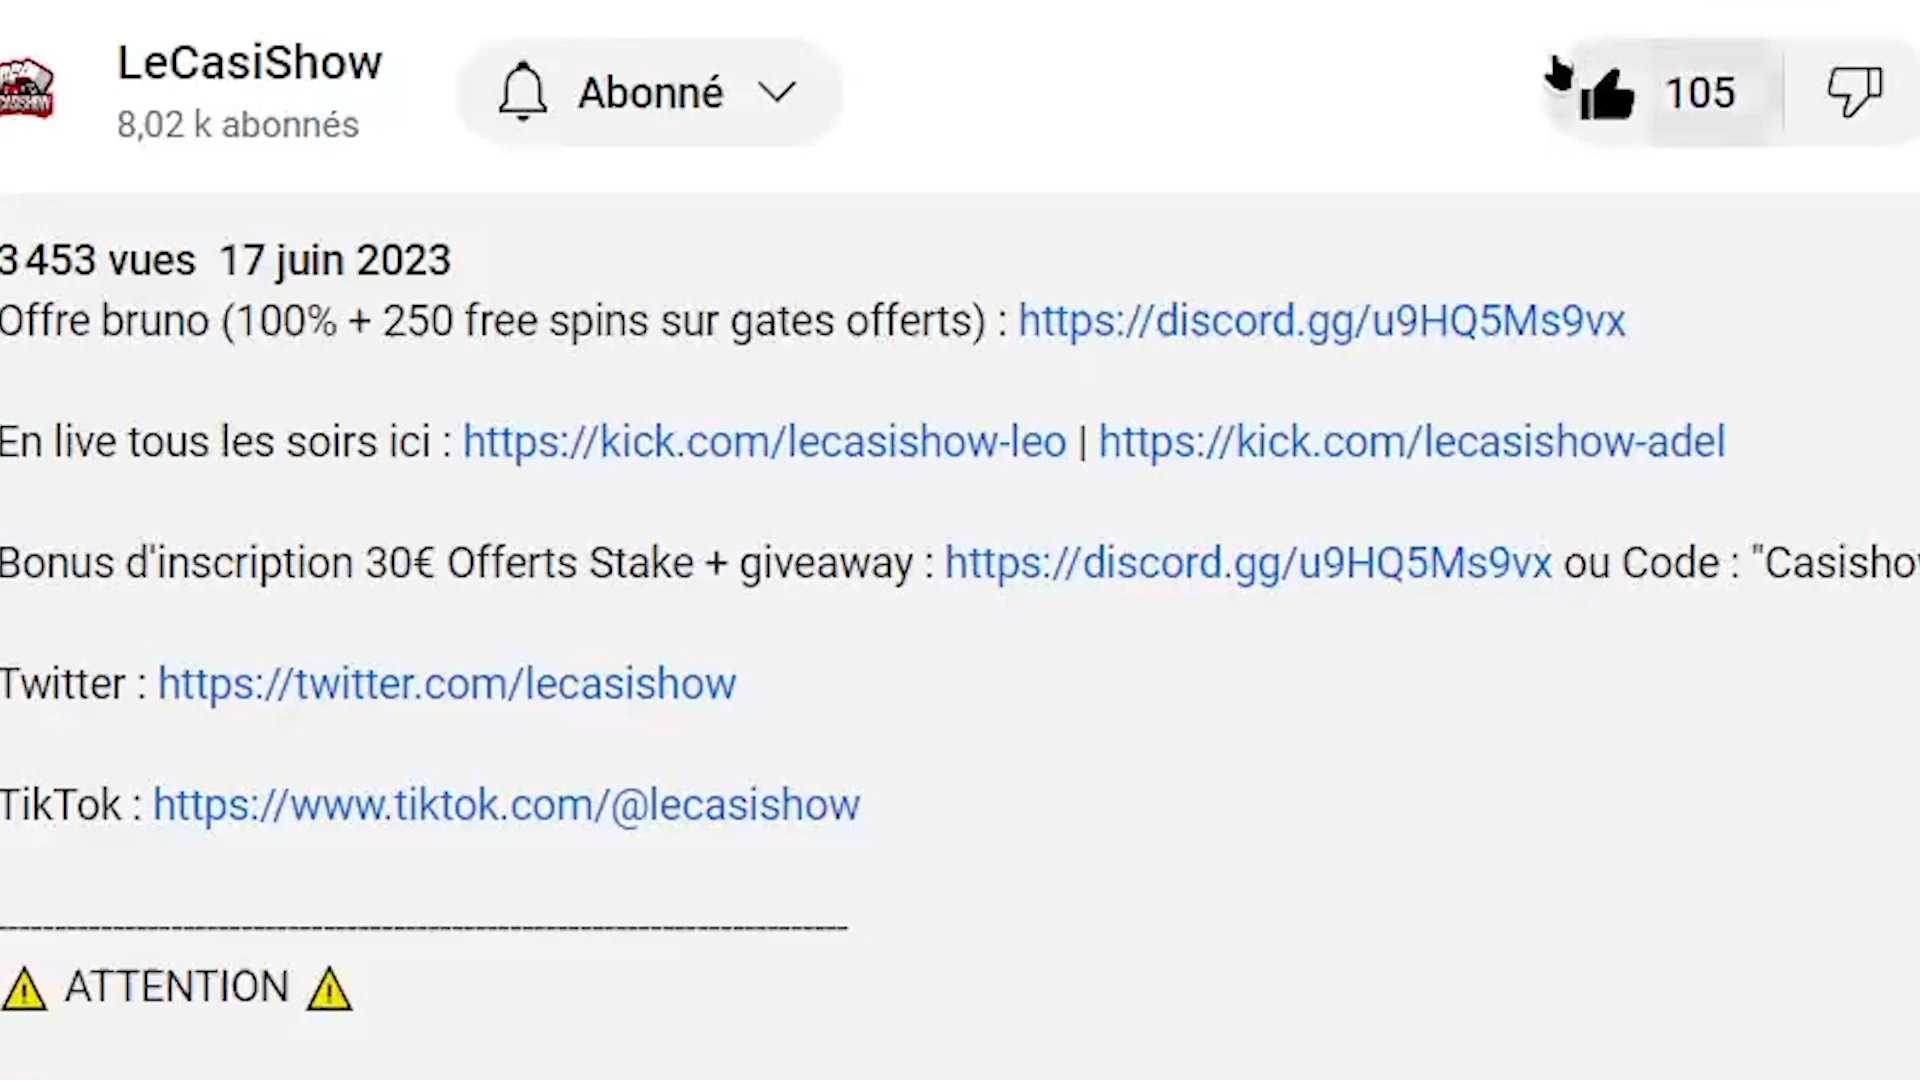 LeCasiShow
8,02 k abonnés
Abonné
105
3 453 vues 17 juin 2023
Offre bruno (100% + 250 free spins sur gates offerts) : https://discord.gg/u9HQ5Ms9vx
En live tous les soirs ici : https://kick.com/lecasishow-leo | https://kick.com/lecasishow-adel
Bonus d'inscription 30€ Offerts Stake + giveaway : https://discord.gg/u9HQ5Ms9vx ou Code : "Casisho
Twitter : https://twitter.com/lecasishow
TikTok : https://www.tiktok.com/@lecasishow
--------------------------------------------------------------------------------
⚠ ATTENTION ⚠